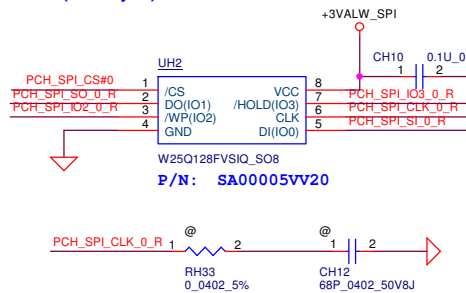 +3VALW_SPI
UH2
CH10 0.1U_0
1 2
PCH_SPI_CS#0 1 /CS VCC 8
PCH_SPI_SO_0_R 2 DO(IO1) /HOLD(IO3) 7 PCH_SPI_IO3_0_R
PCH_SPI_IO2_0_R 3 /WP(IO2) CLK 6 PCH_SPI_CLK_0_R
4 GND DI(IO0) 5 PCH_SPI_SI_0_R
W25Q128FVSIQ_SO8
P/N: SA00005VV20
@ @
PCH_SPI_CLK_0_R 1 2 1 2
RH33 CH12
0_0402_5% 68P_0402_50V8J